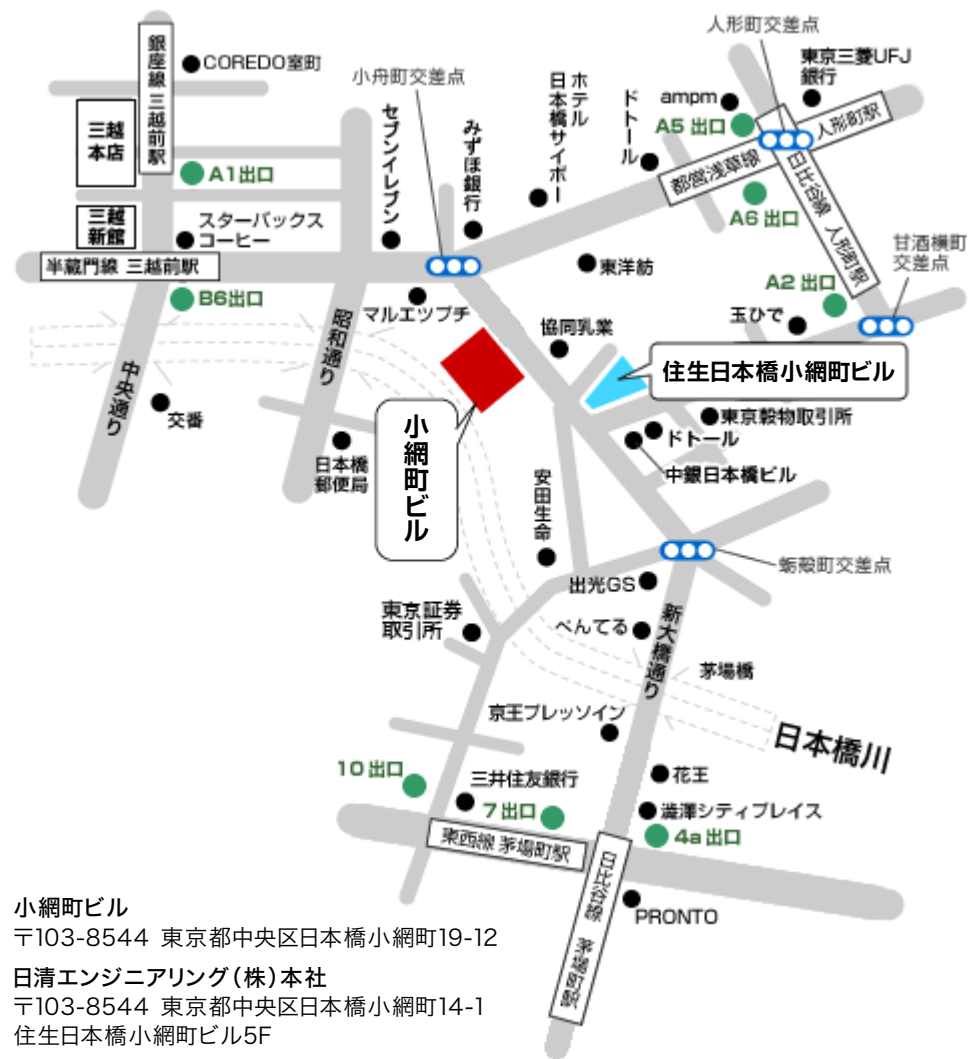 人形町交差点
銀座線 三越前駅
COREDO室町
小舟町交差点
ホテル
日本橋サイボー
ドトール
ampm
東京三菱UFJ
銀行
A5 出口
人形町駅
三越
本店
セブンイレブン
みずほ銀行
都営浅草線
日比谷線 人形町駅
A1出口
A6 出口
三越
新館
スターバックス
コーヒー
甘酒横町
交差点
半蔵門線 三越前駅
東洋紡
A2 出口
B6出口
マルエツプチ
玉ひで
昭和通り
協同乳業
住生日本橋小網町ビル
中央通り
交番
小網町ビル
東京穀物取引所
ドトール
日本橋
郵便局
中銀日本橋ビル
安田生命
蛎殻町交差点
出光GS
東京証券
取引所
ぺんてる
新大橋通り
茅場橋
京王プレッソイン
日本橋川
10 出口
三井住友銀行
花王
7 出口
澁澤シティプレイス
東西線 茅場町駅
4a 出口
日比谷線 茅場町駅
PRONTO
小網町ビル
〒103-8544 東京都中央区日本橋小網町19-12
日清エンジニアリング(株)本社
〒103-8544 東京都中央区日本橋小網町14-1
住生日本橋小網町ビル5F